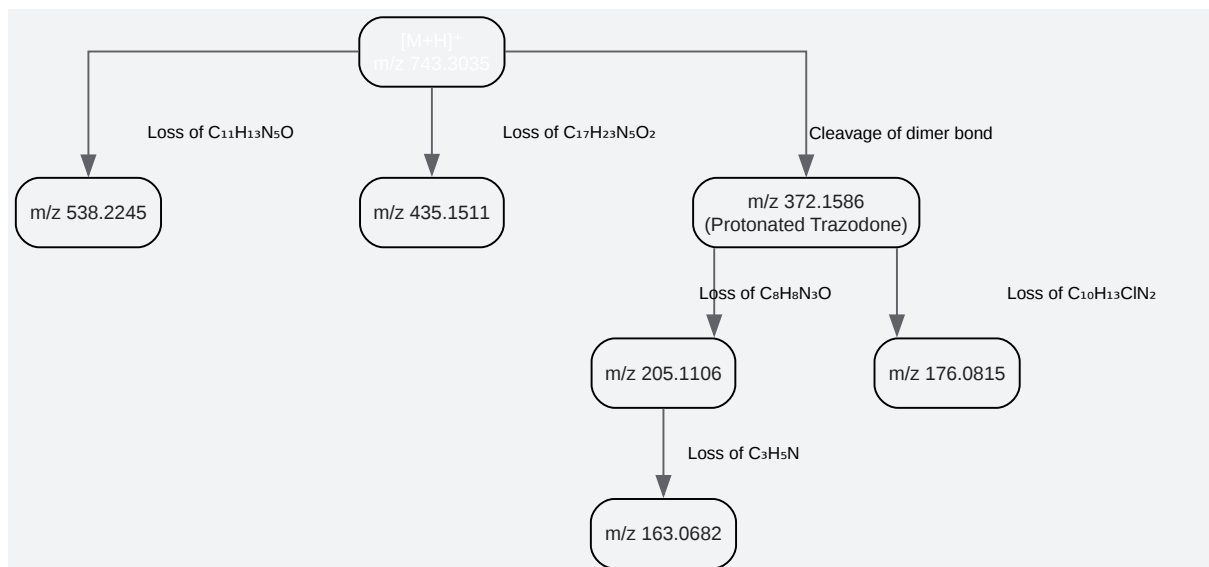 [M+H]⁺
m/z 743.3035
Loss of C₁₁H₁₃N₅O
Loss of C₁₇H₂₃N₅O₂
Cleavage of dimer bond
m/z 538.2245
m/z 435.1511
m/z 372.1586
(Protonated Trazodone)
Loss of C₈H₈N₃O
Loss of C₁₀H₁₃ClN₂
m/z 205.1106
m/z 176.0815
Loss of C₃H₅N
m/z 163.0682